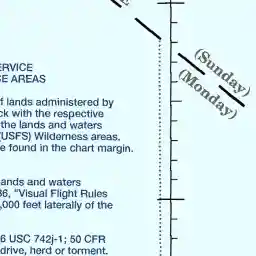 ERVICE
CE AREAS
f lands administered by
ck with the respective
the lands and waters
(USFS) Wilderness areas,
e found in the chart margin.
ands and waters
36, "Visual Flight Rules
,000 feet laterally of the
6 USC 742j-1; 50 CFR
drive, herd or torment.
(Sunday)
(Monday)